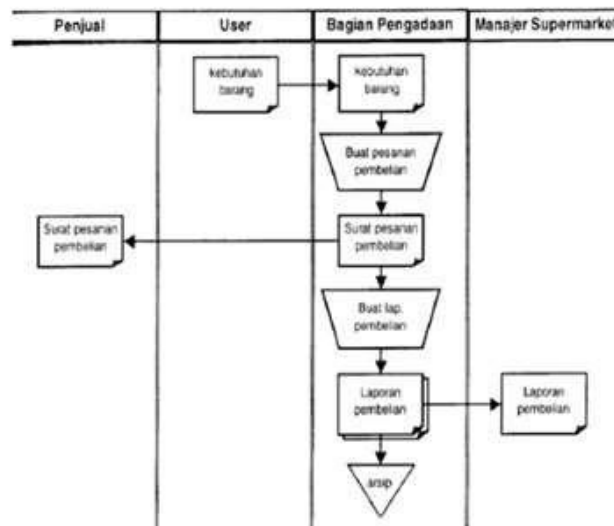 Penjual
User
Bagian Pengadaan
Manajer Supermarket
kebutuhan
barang
kebutuhan
barang
Buat pesanan
pembelian
Surat pesanan
pembelian
Surat pesanan
pembelian
Buat lap.
pembelian
Laporan
pembelian
Laporan
pembelian
arsip